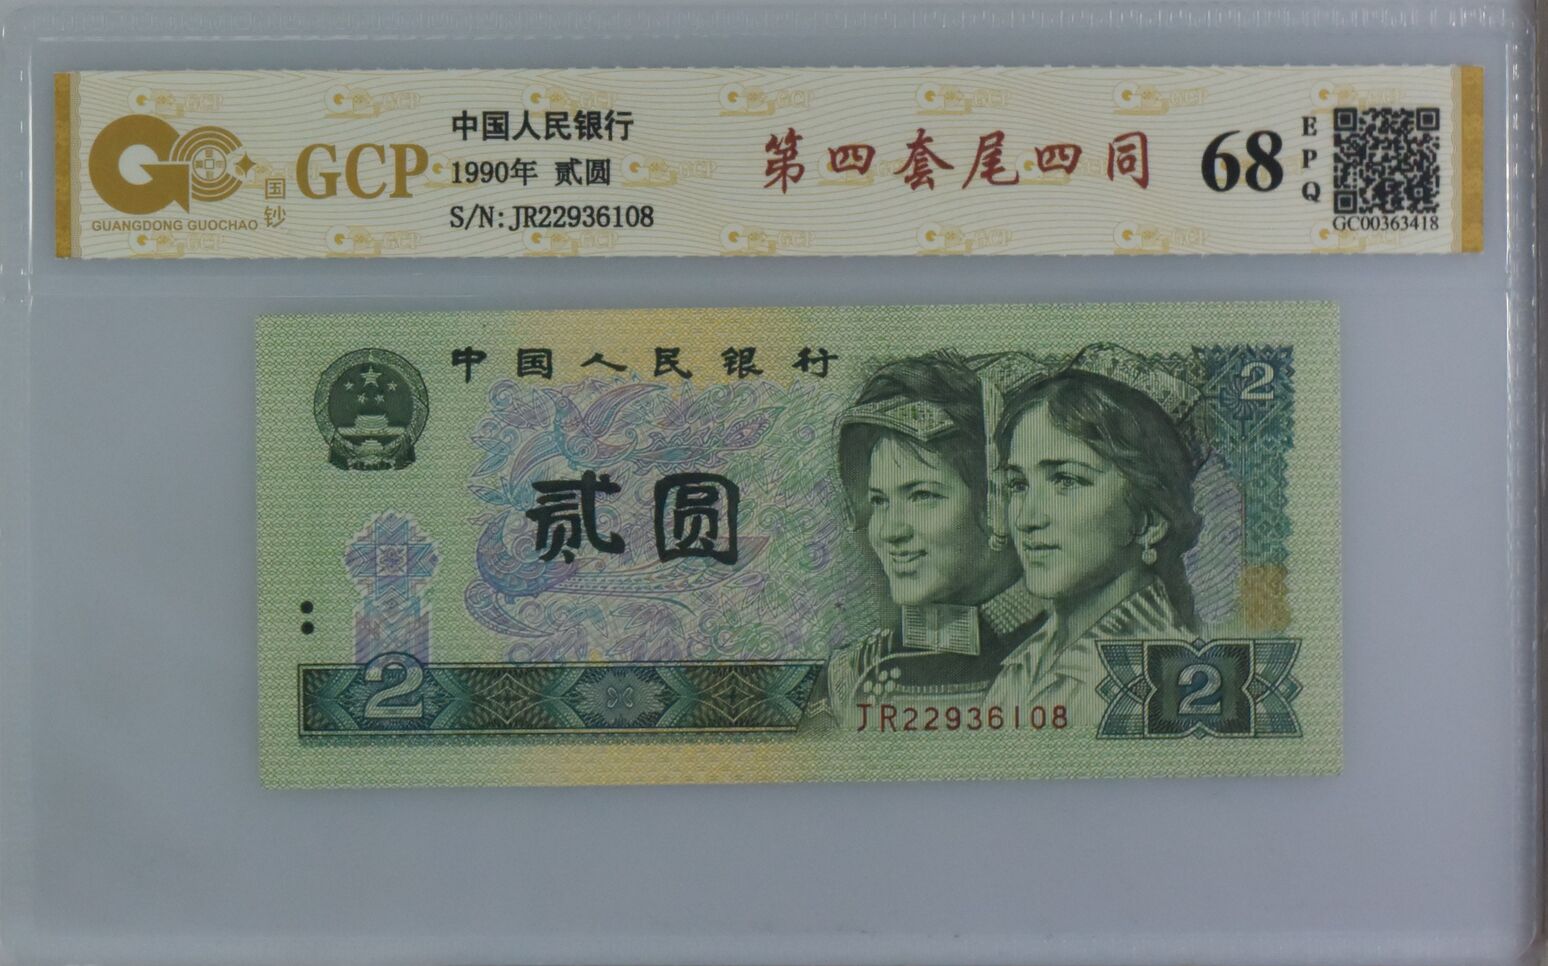 GUANGDONG GUOCHAO
国钞
GCP
中国人民银行
1990年 贰圆
S/N:JR22936108
第四套尾四同
68
EPQ
GC00363418
中国人民银行
2
贰圆
2
JR22936108
2